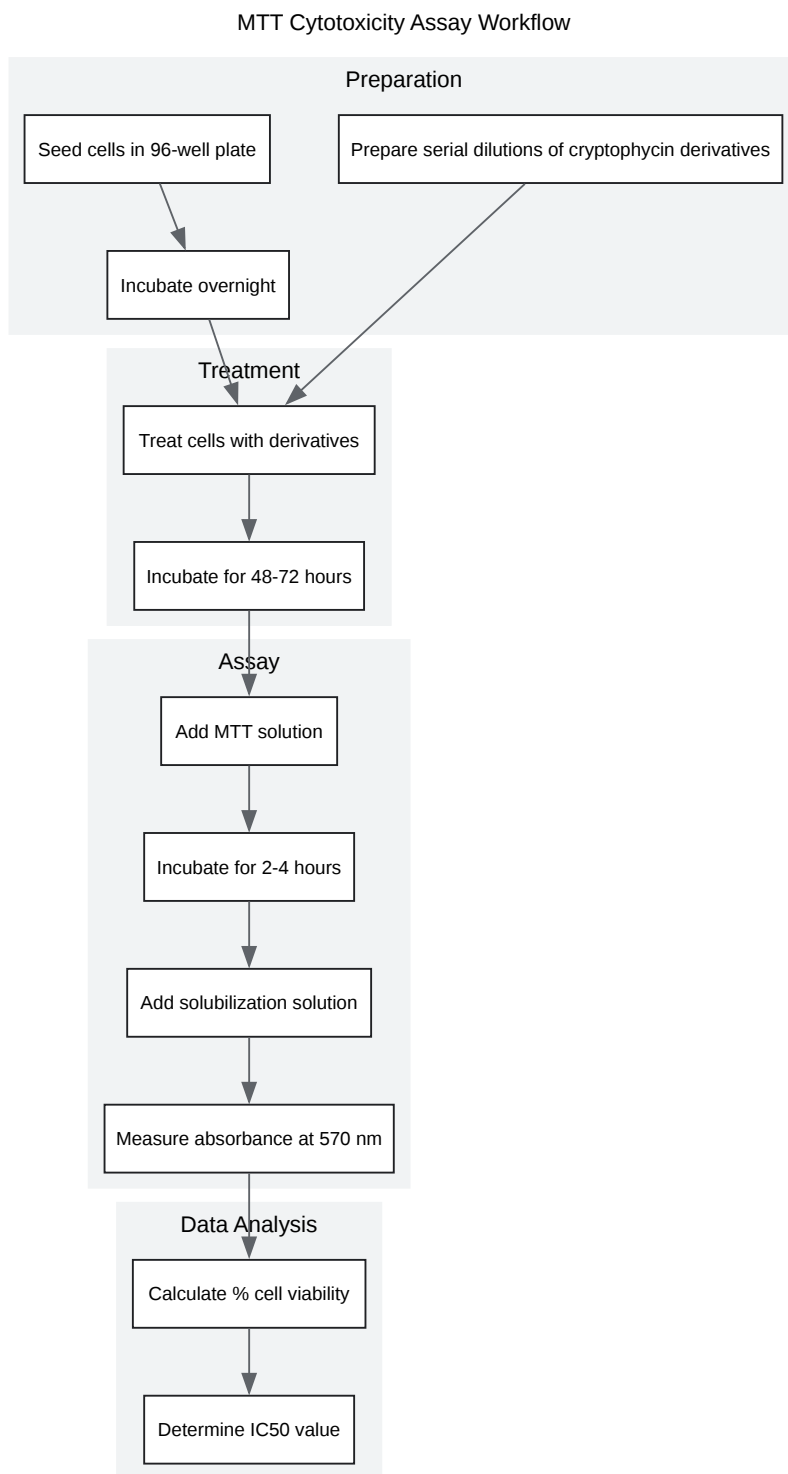 MTT Cytotoxicity Assay Workflow
Preparation
Seed cells in 96-well plate
Prepare serial dilutions of cryptophycin derivatives
Incubate overnight
Treatment
Treat cells with derivatives
Incubate for 48-72 hours
Assay
Add MTT solution
Incubate for 2-4 hours
Add solubilization solution
Measure absorbance at 570 nm
Data Analysis
Calculate % cell viability
Determine IC50 value